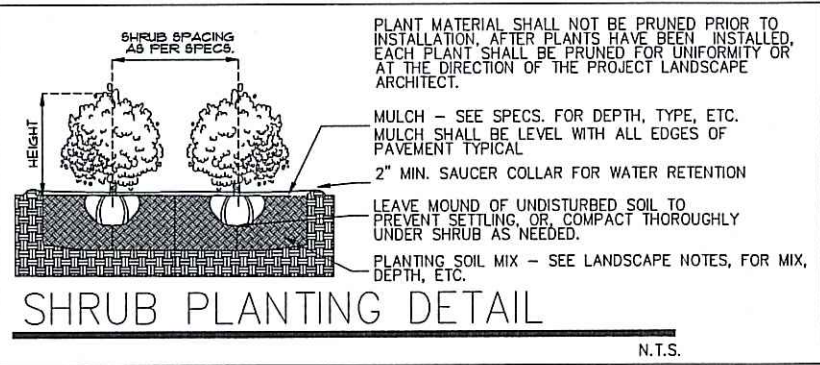 SHRUB SPACING
AS PER SPECS.
HEIGHT
PLANT MATERIAL SHALL NOT BE PRUNED PRIOR TO
INSTALLATION, AFTER PLANTS HAVE BEEN INSTALLED,
EACH PLANT SHALL BE PRUNED FOR UNIFORMITY OR
AT THE DIRECTION OF THE PROJECT LANDSCAPE
ARCHITECT.
MULCH – SEE SPECS. FOR DEPTH, TYPE, ETC.
MULCH SHALL BE LEVEL WITH ALL EDGES OF
PAVEMENT TYPICAL
2" MIN. SAUCER COLLAR FOR WATER RETENTION
LEAVE MOUND OF UNDISTURBED SOIL TO
PREVENT SETTLING, OR, COMPACT THOROUGHLY
UNDER SHRUB AS NEEDED.
PLANTING SOIL MIX – SEE LANDSCAPE NOTES, FOR MIX,
DEPTH, ETC.
SHRUB PLANTING DETAIL
N.T.S.